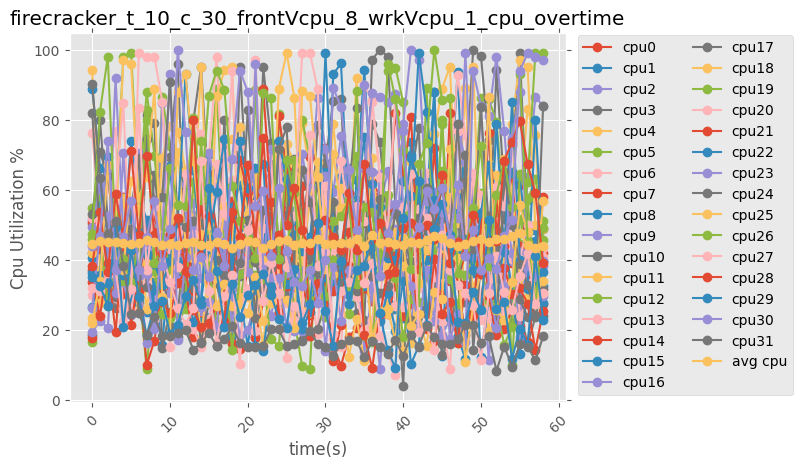 firecracker_t_10_c_30_frontVcpu_8_wrkVcpu_1_cpu_overtime
Cpu Utilization %
100
80
60
40
20
0
0
10
20
30
40
50
60
time(s)
cpu0
cpu1
cpu2
cpu3
cpu4
cpu5
cpu6
cpu7
cpu8
cpu9
cpu10
cpu11
cpu12
cpu13
cpu14
cpu15
cpu16
cpu17
cpu18
cpu19
cpu20
cpu21
cpu22
cpu23
cpu24
cpu25
cpu26
cpu27
cpu28
cpu29
cpu30
cpu31
avg cpu